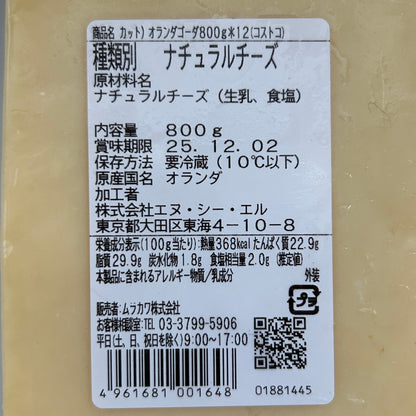 商品名 カット) オランダゴーダ800g*12(コストコ)
種類別 ナチュラルチーズ
原材料名
ナチュラルチーズ (生乳、食塩)
内容量 800g
賞味期限 25.12.02
保存方法 要冷蔵 (10℃以下)
原産国名 オランダ
加工者
株式会社エヌ・シー・エル
東京都大田区東海4-10-8
栄養成分表示(100g当たり):熱量368kcalたんぱく質22.9g
脂質29.9g 炭水化物1.8g 食塩相当量2.0g (推定値)
本製品に含まれるアレルギー物質/乳成分 外装
プラ
販売者:ムラカワ株式会社
お客様相談室:TEL 03-3799-5906
平日(土、日、祝日を除く)9:00~17:00
4 961681 001648
01881445